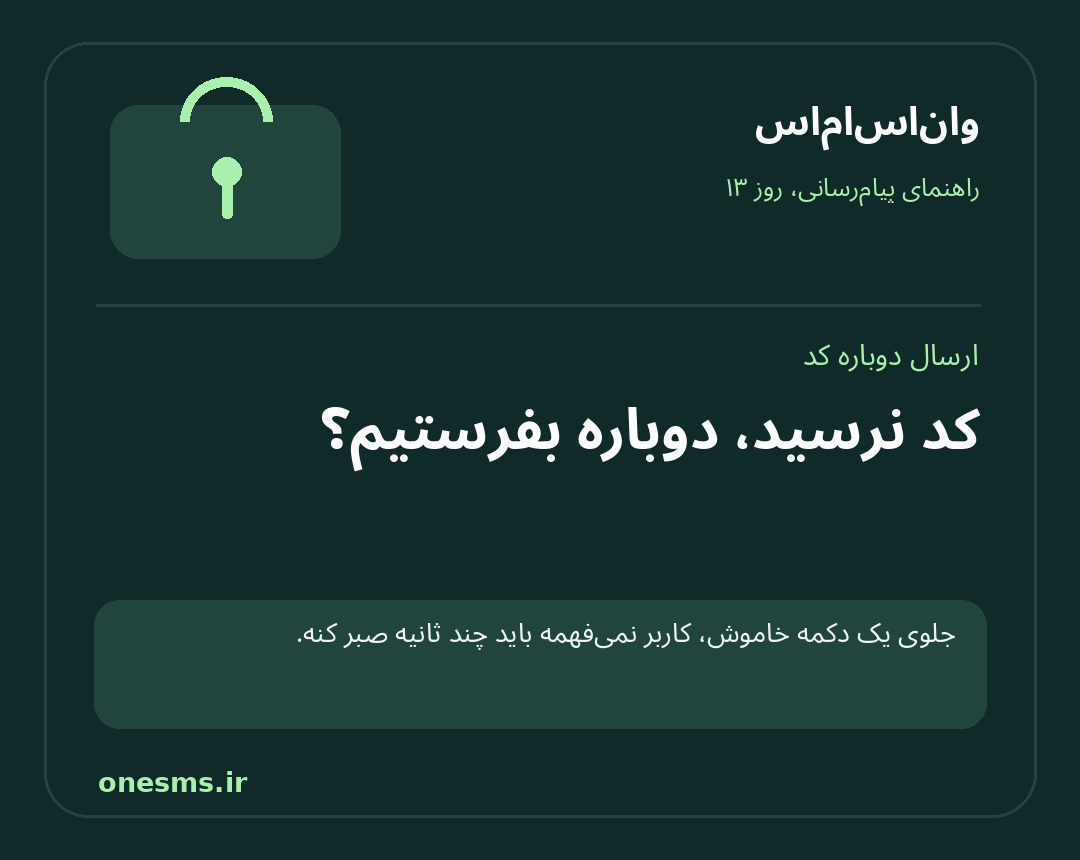 وان‌اس‌ام‌اس
راهنمای پیام‌رسانی، روز ۱۳
ارسال دوباره کد
کد نرسید، دوباره بفرستیم؟
جلوی یک دکمه خاموش، کاربر نمی‌فهمه باید چند ثانیه صبر کنه.
onesms.ir